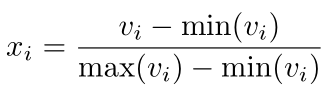 x_i = \frac{v_i - \min(v_i)}{\max(v_i) - \min(v_i)}